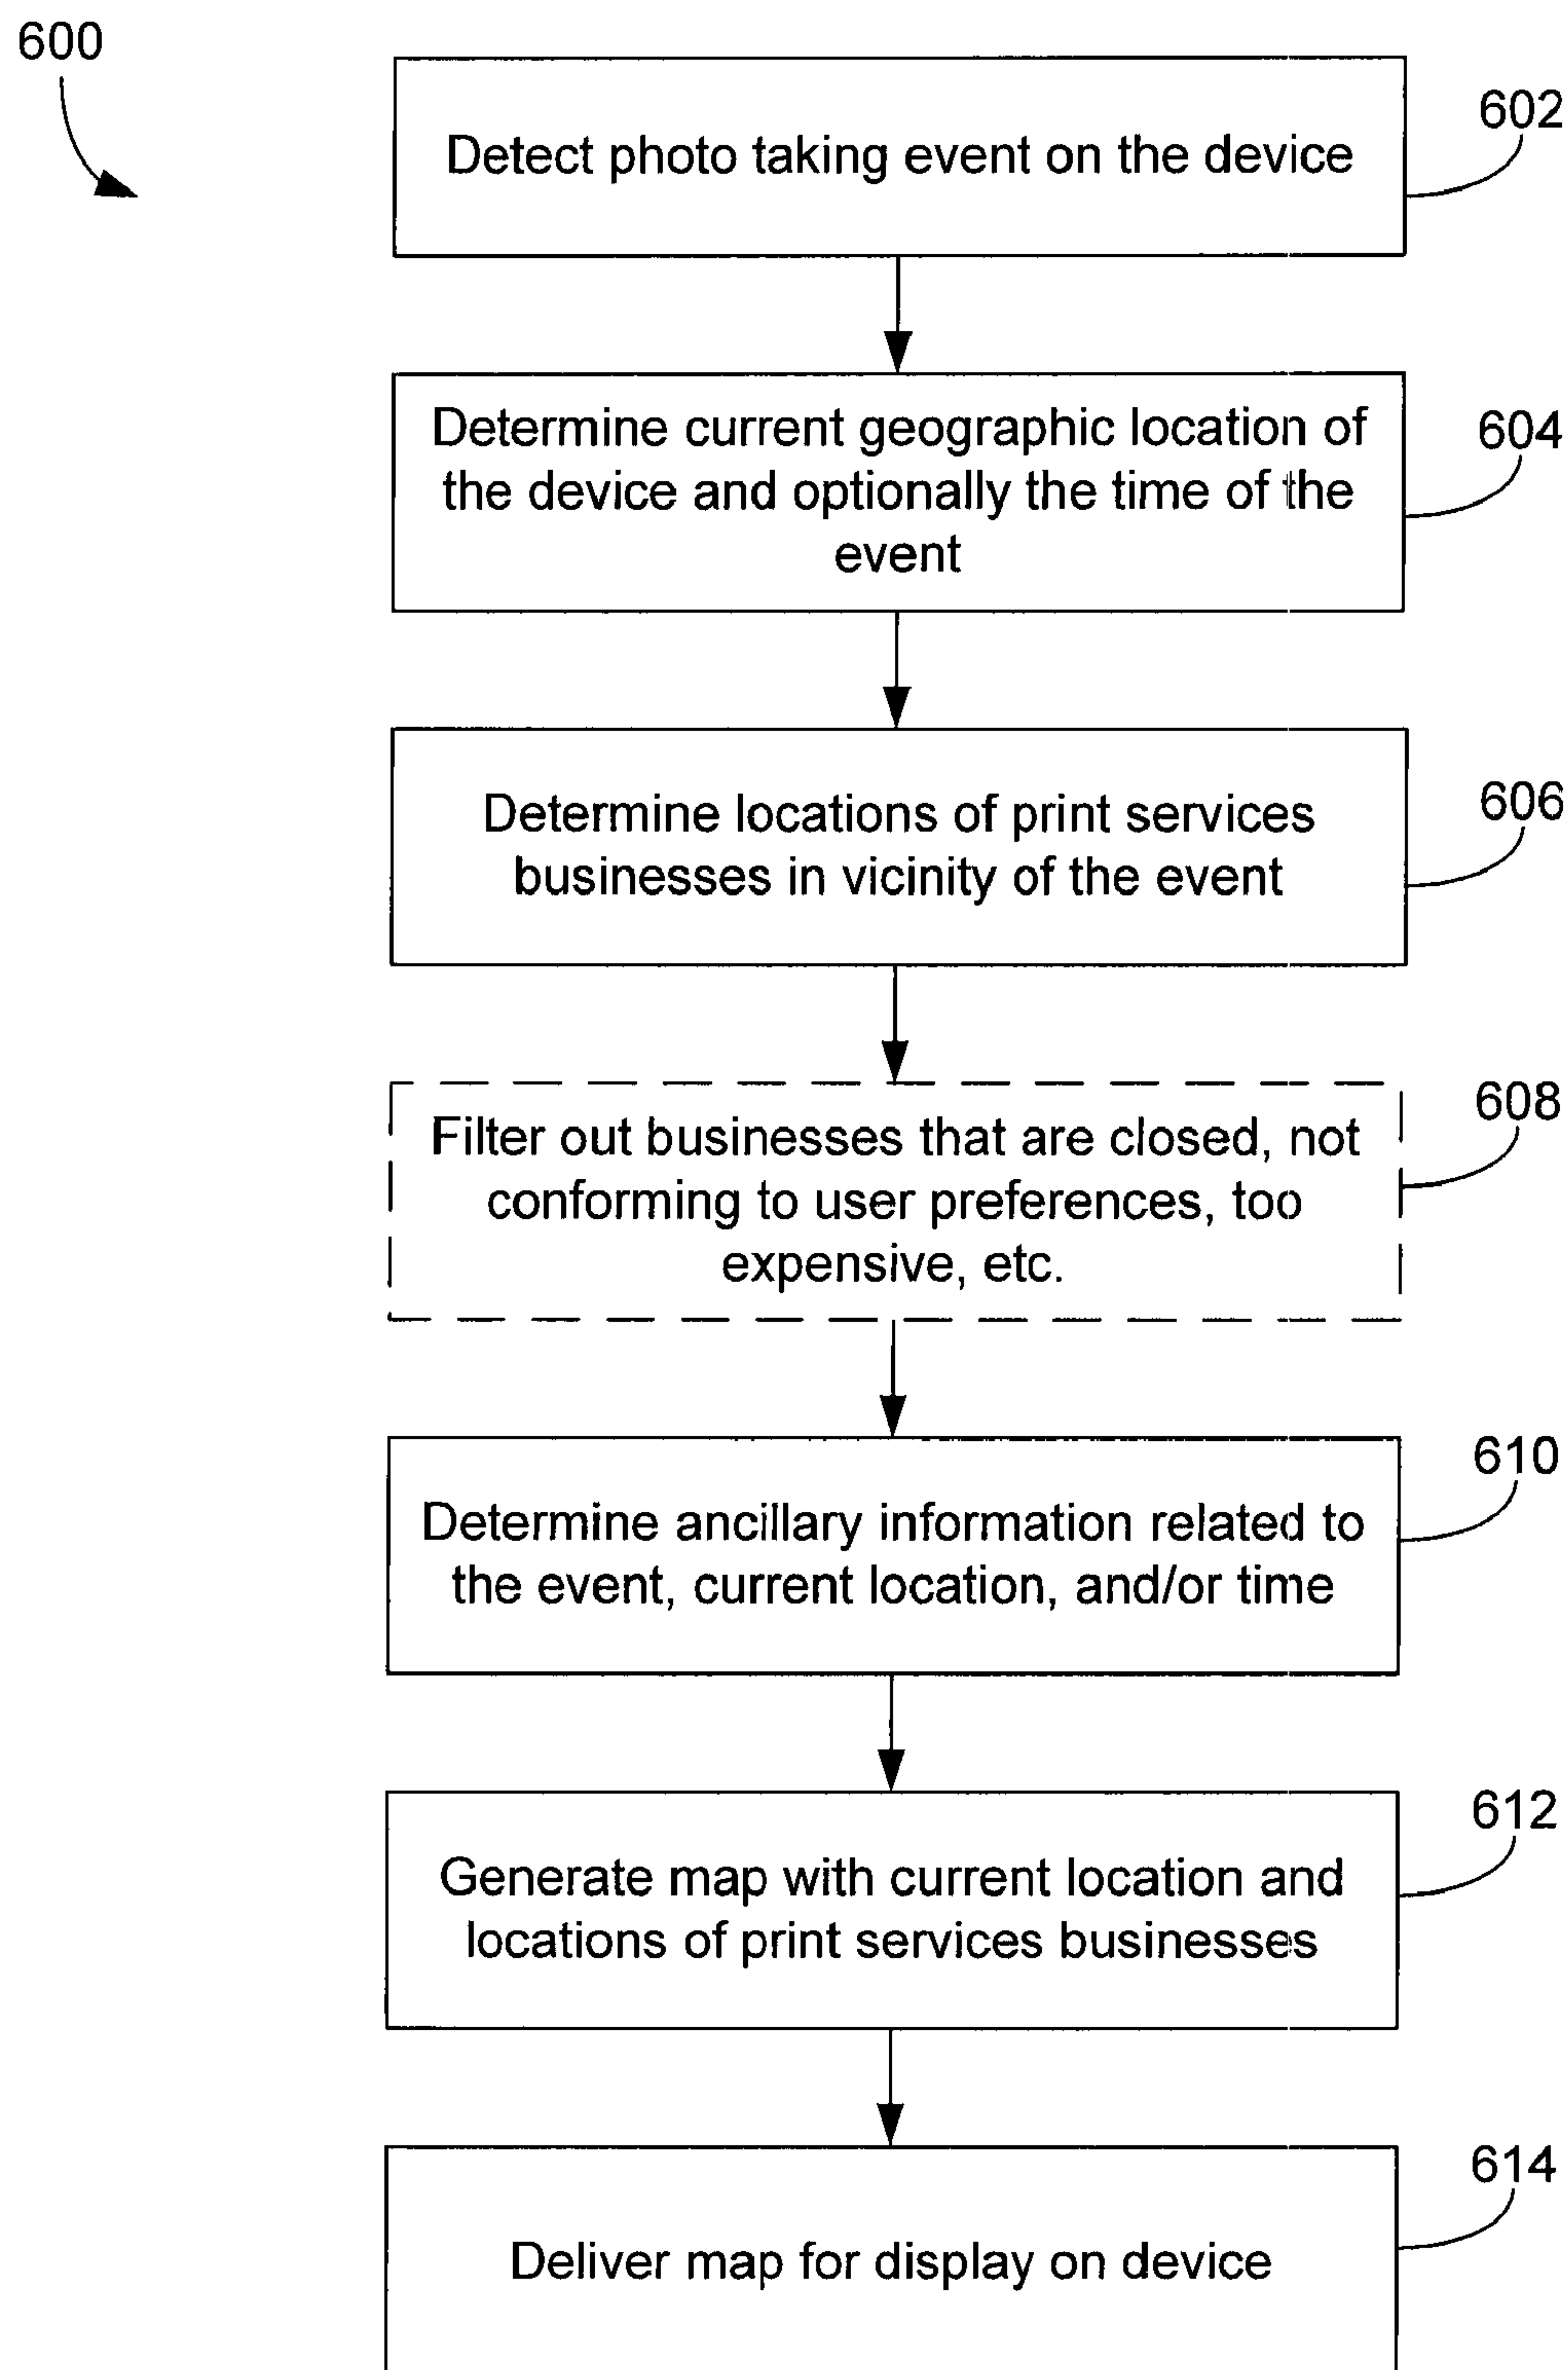 600
Detect photo taking event on the device
602
Determine current geographic location of
the device and optionally the time of the
event
604
Determine locations of print services
businesses in vicinity of the event
606
Filter out businesses that are closed, not
conforming to user preferences, too
expensive, etc.
608
Determine ancillary information related to
the event, current location, and/or time
610
Generate map with current location and
locations of print services businesses
612
Deliver map for display on device
614